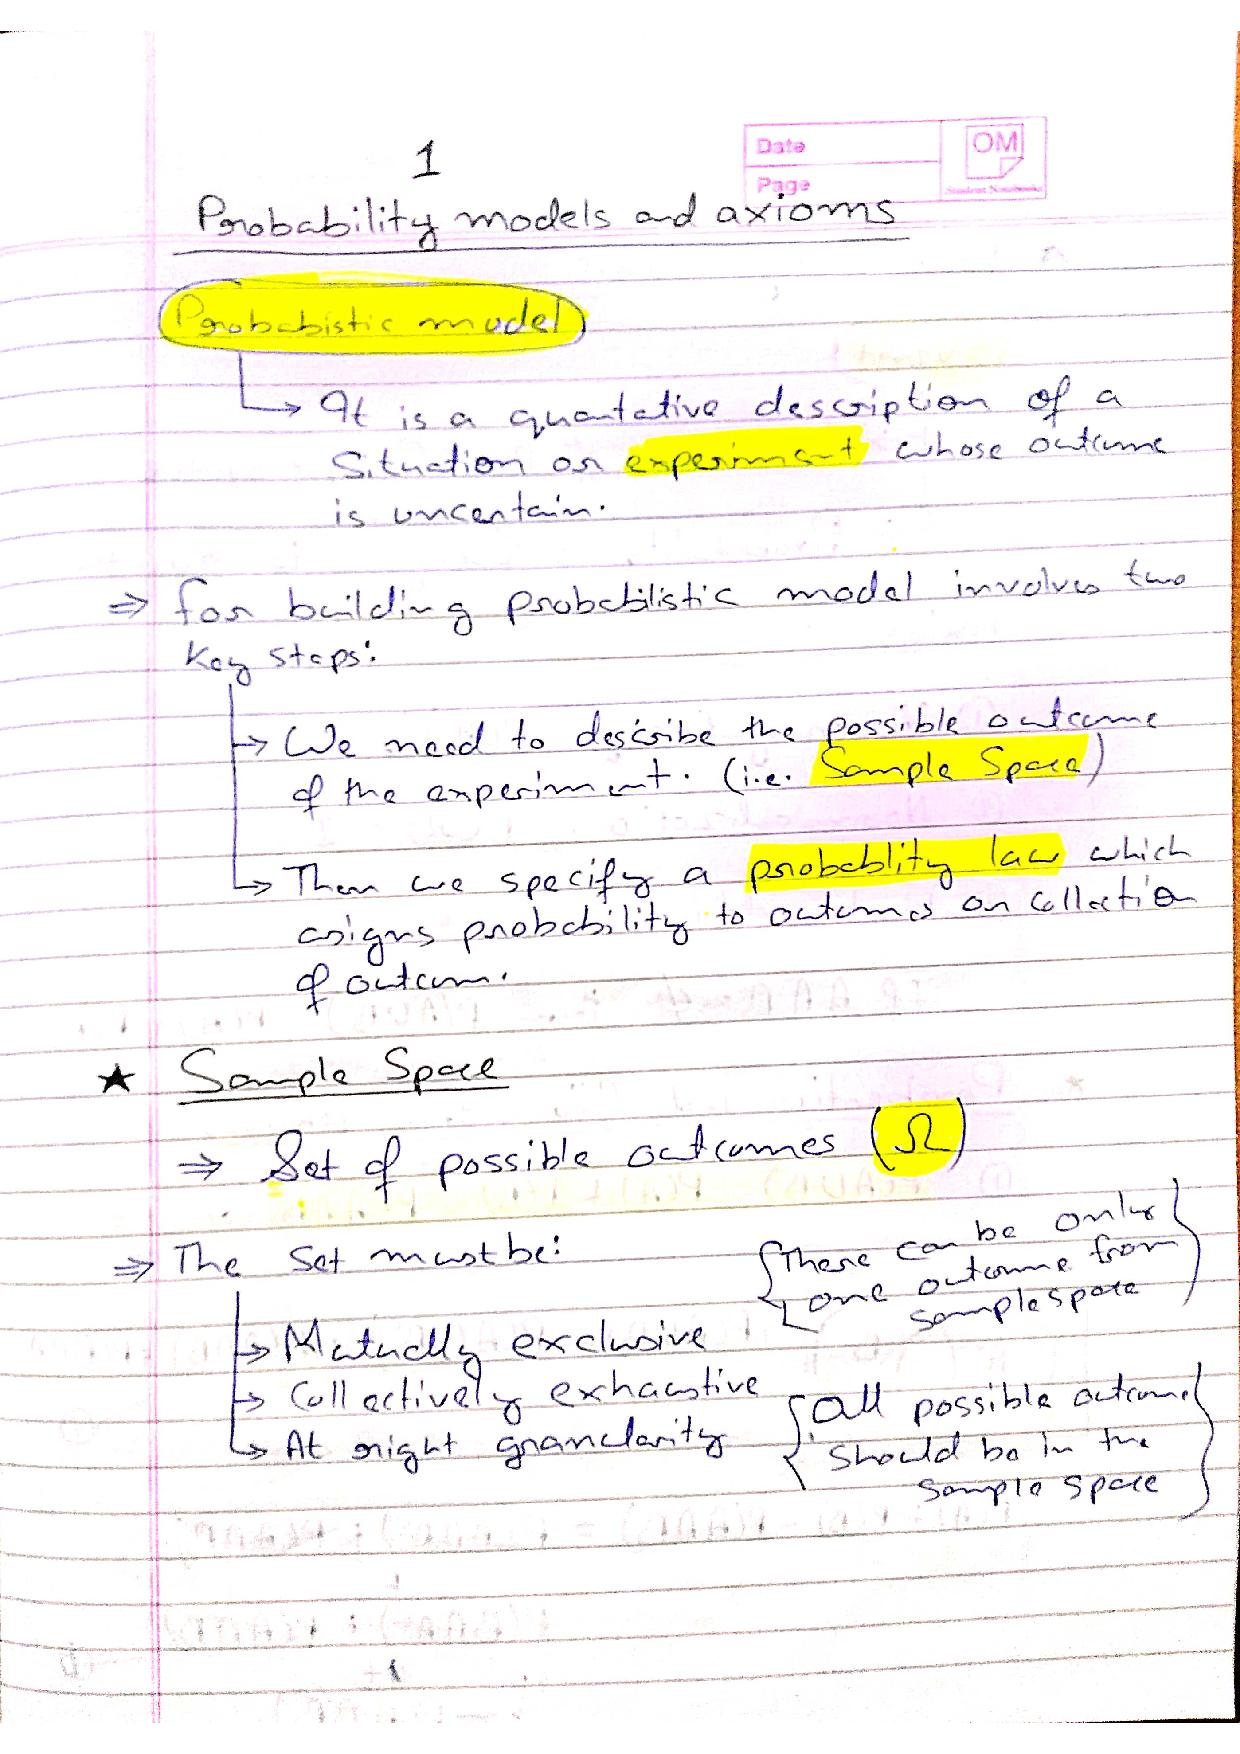 Date
OM
Page
Student Notebooks
1
Probability models and axioms
Probabistic model
It is a quantative description of a
Situation or experiment whose outcome
is uncertain.
⇒ for building probabilistic model involves two
Key steps:
→ We need to describe the possible outcome
of the experiment. (i.e. Sample Space)
→ Then we specify a probablity law which
asigns probability to outcomes or collection
of outcom.
★ Sample Space
⇒ Set of possible outcomes (Ω)
⇒ The Set must be:
{There can be only
one outcome from
sample space}
→ Mutually exclusive
→ Collectively exhaustive
→ At right granularity
{All possible outcome
should be in the
sample space}